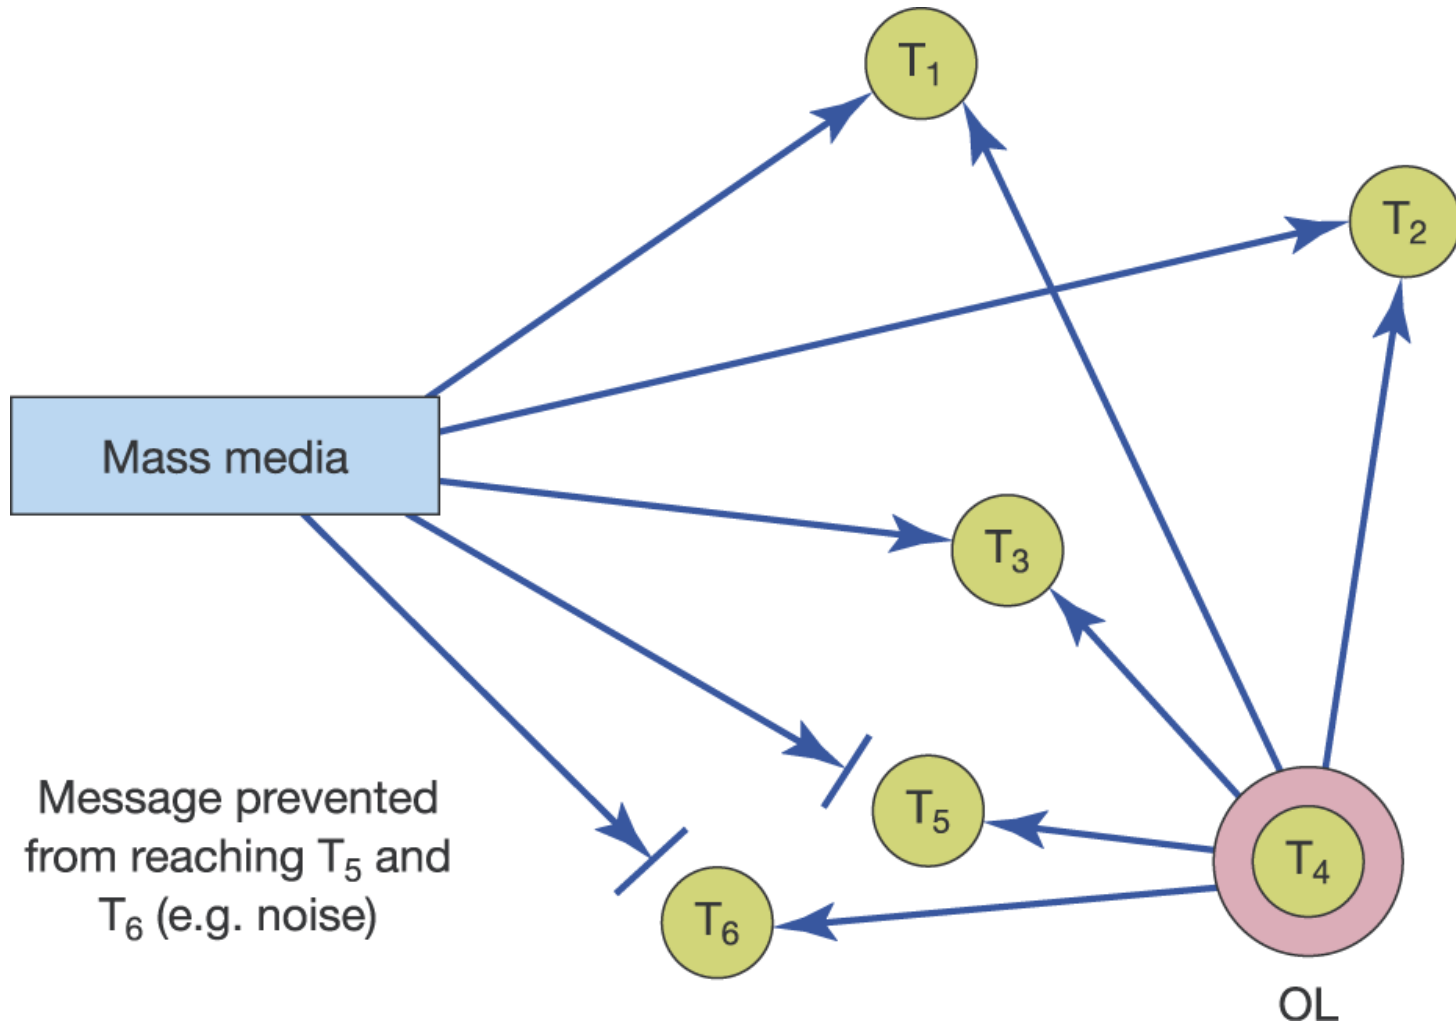 T₁
T₂
Mass media
T₃
Message prevented
from reaching T₅ and
T₆ (e.g. noise)
T₅
T₄
T₆
OL